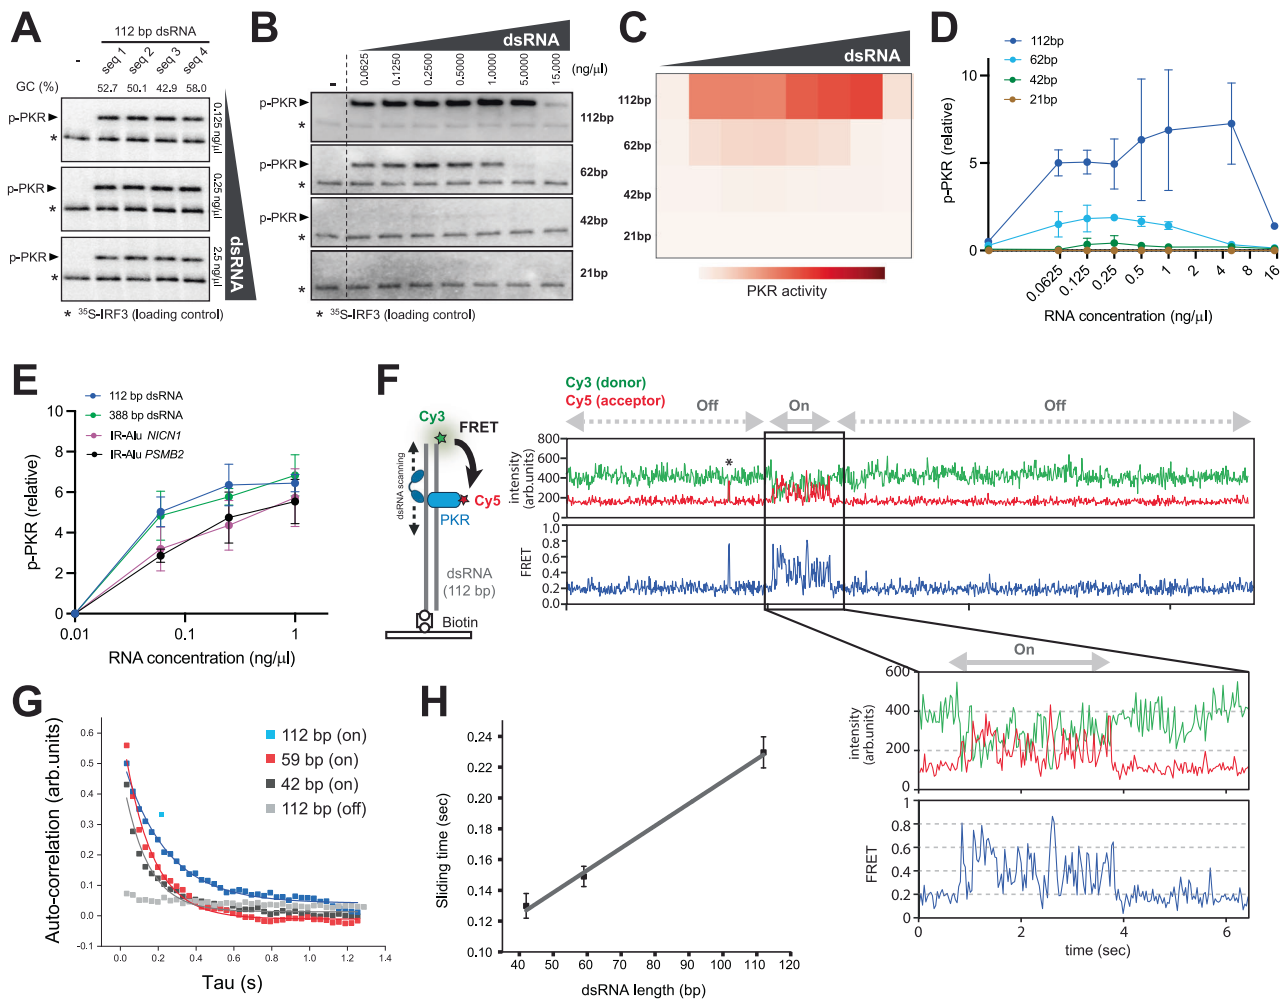 A
112 bp dsRNA
-
seq 1
seq 2
seq 3
seq 4
GC (%)
52.7 50.1 42.9 58.0
p-PKR
*
0.125 ng/μl
p-PKR
*
0.25 ng/μl
p-PKR
*
2.5 ng/μl
dsRNA
* 35S-IRF3 (loading control)
B
dsRNA
-
0.0625
0.1250
0.2500
0.5000
1.0000
5.0000
15.000
(ng/μl)
p-PKR
*
112bp
p-PKR
*
62bp
p-PKR
*
42bp
*
21bp
* 35S-IRF3 (loading control)
C
dsRNA
112bp
62bp
42bp
21bp
PKR activity
D
112bp
62bp
42bp
21bp
p-PKR (relative)
10
5
0
0.0625
0.125
0.25
0.5
1
2
4
8
16
RNA concentration (ng/μl)
E
112 bp dsRNA
388 bp dsRNA
IR-Alu NICN1
IR-Alu PSMB2
p-PKR (relative)
10
8
6
4
2
0
0.01 0.1 1
RNA concentration (ng/μl)
F
Cy3
FRET
dsRNA scanning
Cy5
PKR
dsRNA
(112 bp)
Biotin
Cy3 (donor)
Cy5 (acceptor)
Off On Off
intensity
(arb.units)
800
600
400
200
0
*
FRET
1.0
0.8
0.6
0.4
0.2
0.0
On
intensity
(arb.units)
600
400
200
0
FRET
1
0.8
0.6
0.4
0.2
0
0 2 4 6
time (sec)
G
Auto-correlation (arb.units)
0.6
0.5
0.4
0.3
0.2
0.1
0.0
-0.1
112 bp (on)
59 bp (on)
42 bp (on)
112 bp (off)
0.0 0.2 0.4 0.6 0.8 1.0 1.2 1.4
Tau (s)
H
Sliding time (sec)
0.24
0.22
0.20
0.18
0.16
0.14
0.12
0.10
40 50 60 70 80 90 100 110 120
dsRNA length (bp)